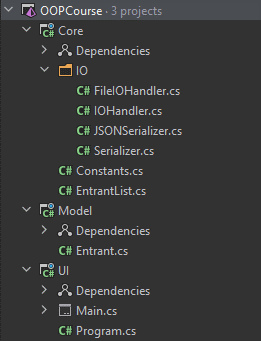 OOPCourse · 3 projects
C# Core
Dependencies
IO
C# FileIOHandler.cs
C# IOHandler.cs
C# JSONSerializer.cs
C# Serializer.cs
C# Constants.cs
C# EntrantList.cs
C# Model
Dependencies
C# Entrant.cs
C# UI
Dependencies
Main.cs
C# Program.cs